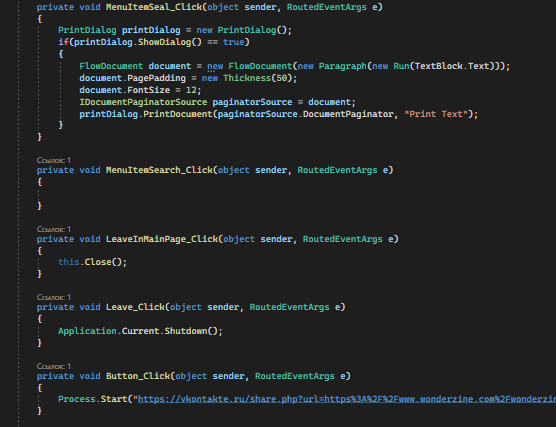 private void MenuItemSeal_Click(object sender, RoutedEventArgs e)
{
PrintDialog printDialog = new PrintDialog();
if(printDialog.ShowDialog() == true)
{
FlowDocument document = new FlowDocument(new Paragraph(new Run(TextBlock.Text)));
document.PagePadding = new Thickness(50);
document.FontSize = 12;
IDocumentPaginatorSource paginatorSource = document;
printDialog.PrintDocument(paginatorSource.DocumentPaginator, "Print Text");
}
}
Ссылок: 1
private void MenuItemSearch_Click(object sender, RoutedEventArgs e)
{
}
Ссылок: 1
private void LeaveInMainPage_Click(object sender, RoutedEventArgs e)
{
this.Close();
}
Ссылок: 1
private void Leave_Click(object sender, RoutedEventArgs e)
{
Application.Current.Shutdown();
}
Ссылок: 1
private void Button_Click(object sender, RoutedEventArgs e)
{
Process.Start("https://vkontakte.ru/share.php?url=https%3A%2F%2Fwww.wonderzine.com%2Fwonderzin
}